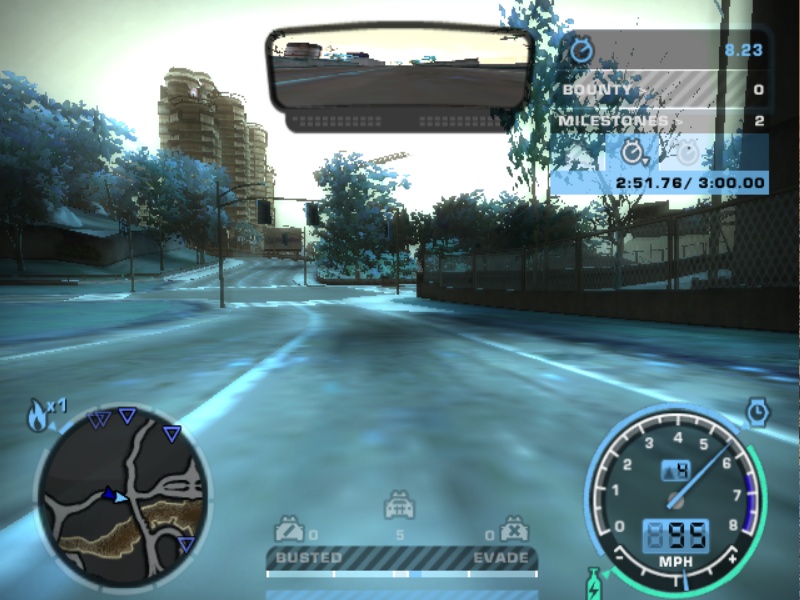 8.23
BOUNTY > 0
MILESTONES > 2
2:51.76/ 3:00.00
x1
0 1 2 3 4 5 6 7 8
4
95
MPH
0 5 0
BUSTED EVADE